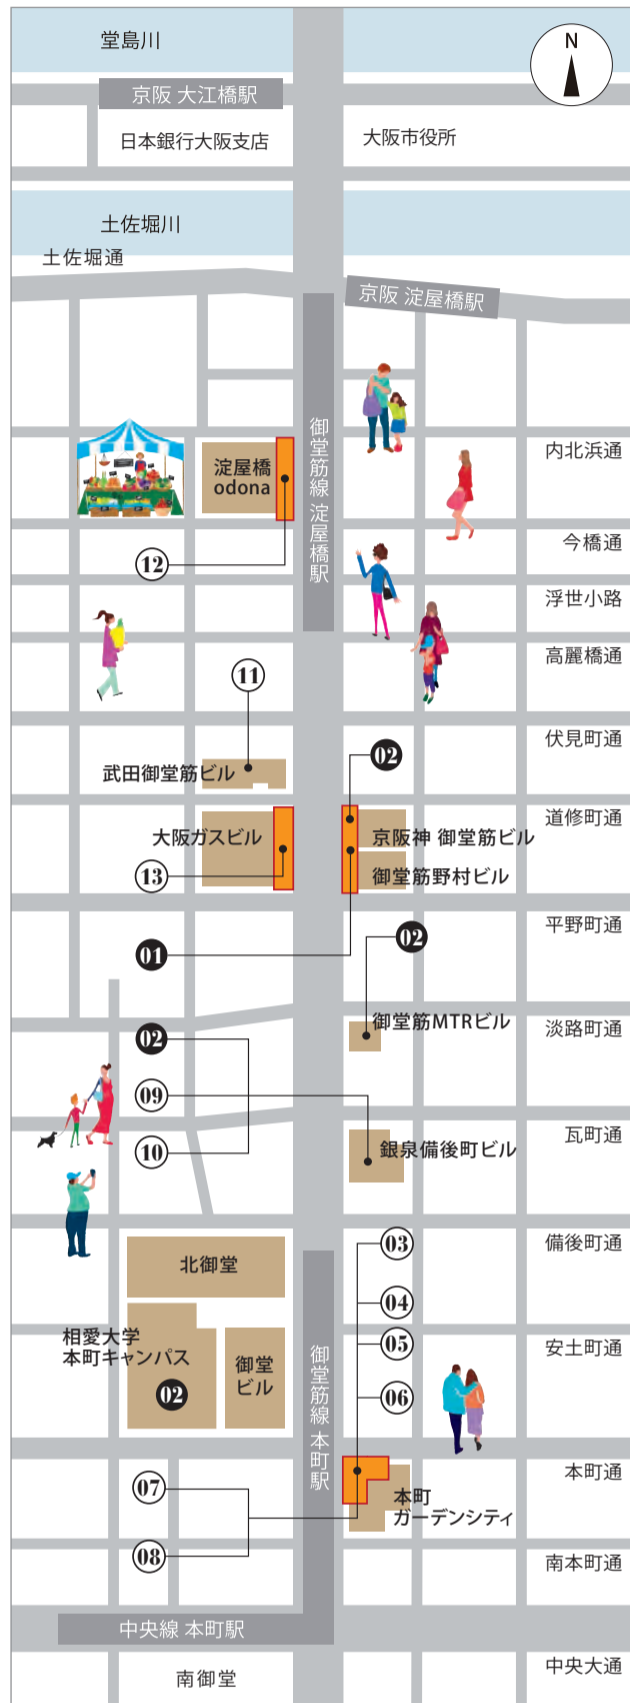 堂島川
N
京阪 大江橋駅
日本銀行大阪支店
大阪市役所
土佐堀川
土佐堀通
京阪 淀屋橋駅
御堂筋線 淀屋橋駅
内北浜通
淀屋橋
odona
今橋通
12
浮世小路
高麗橋通
11
伏見町通
02
武田御堂筋ビル
道修町通
大阪ガスビル
京阪神 御堂筋ビル
13
御堂筋野村ビル
平野町通
02
01
御堂筋MTRビル
淡路町通
02
09
瓦町通
10
銀泉備後町ビル
備後町通
03
北御堂
04
相愛大学
本町キャンパス
02
御堂
ビル
05
安土町通
御堂筋線 本町駅
06
本町通
07
本町
ガーデンシティ
08
南本町通
中央線 本町駅
中央大通
南御堂